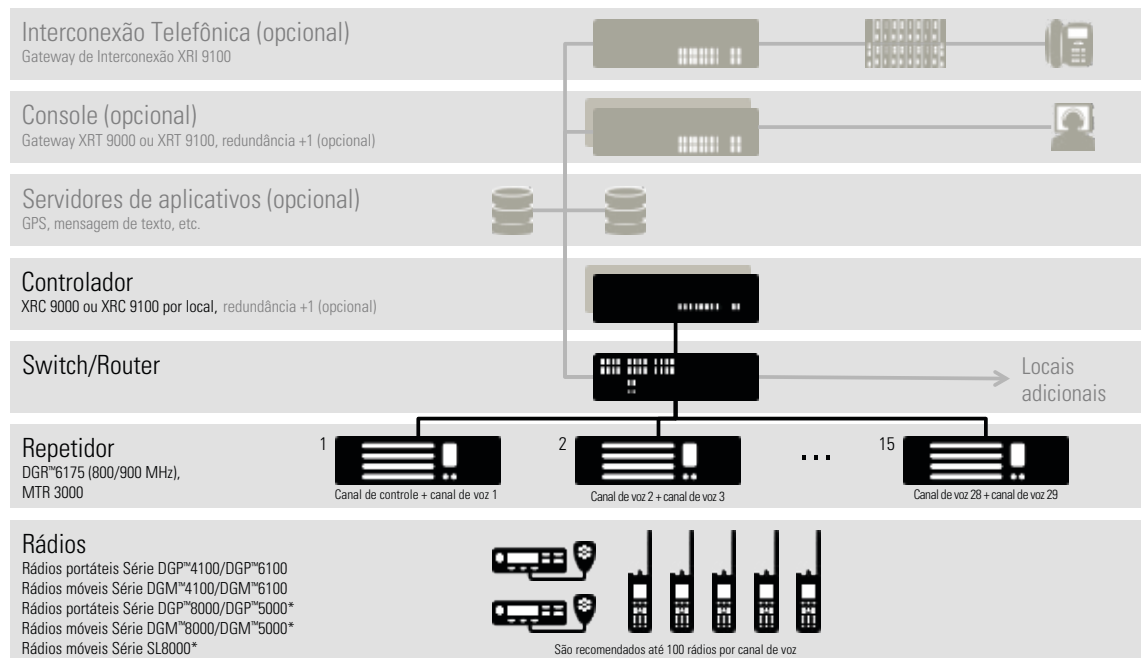 Interconexão Telefônica (opcional)
Gateway de Interconexão XRI 9100
Console (opcional)
Gateway XRT 9000 ou XRT 9100, redundância +1 (opcional)
Servidores de aplicativos (opcional)
GPS, mensagem de texto, etc.
Controlador
XRC 9000 ou XRC 9100 por local, redundância +1 (opcional)
Switch/Router
Locais
adicionais
Repetidor
DGR™6175 (800/900 MHz),
MTR 3000
1
Canal de controle + canal de voz 1
2
Canal de voz 2 + canal de voz 3
...
15
Canal de voz 28 + canal de voz 29
Rádios
Rádios portáteis Série DGP™4100/DGP™6100
Rádios móveis Série DGM™4100/DGM™6100
Rádios portáteis Série DGP™8000/DGP™5000*
Rádios móveis Série DGM™8000/DGM™5000*
Rádios móveis Série SL8000*
São recomendados até 100 rádios por canal de voz